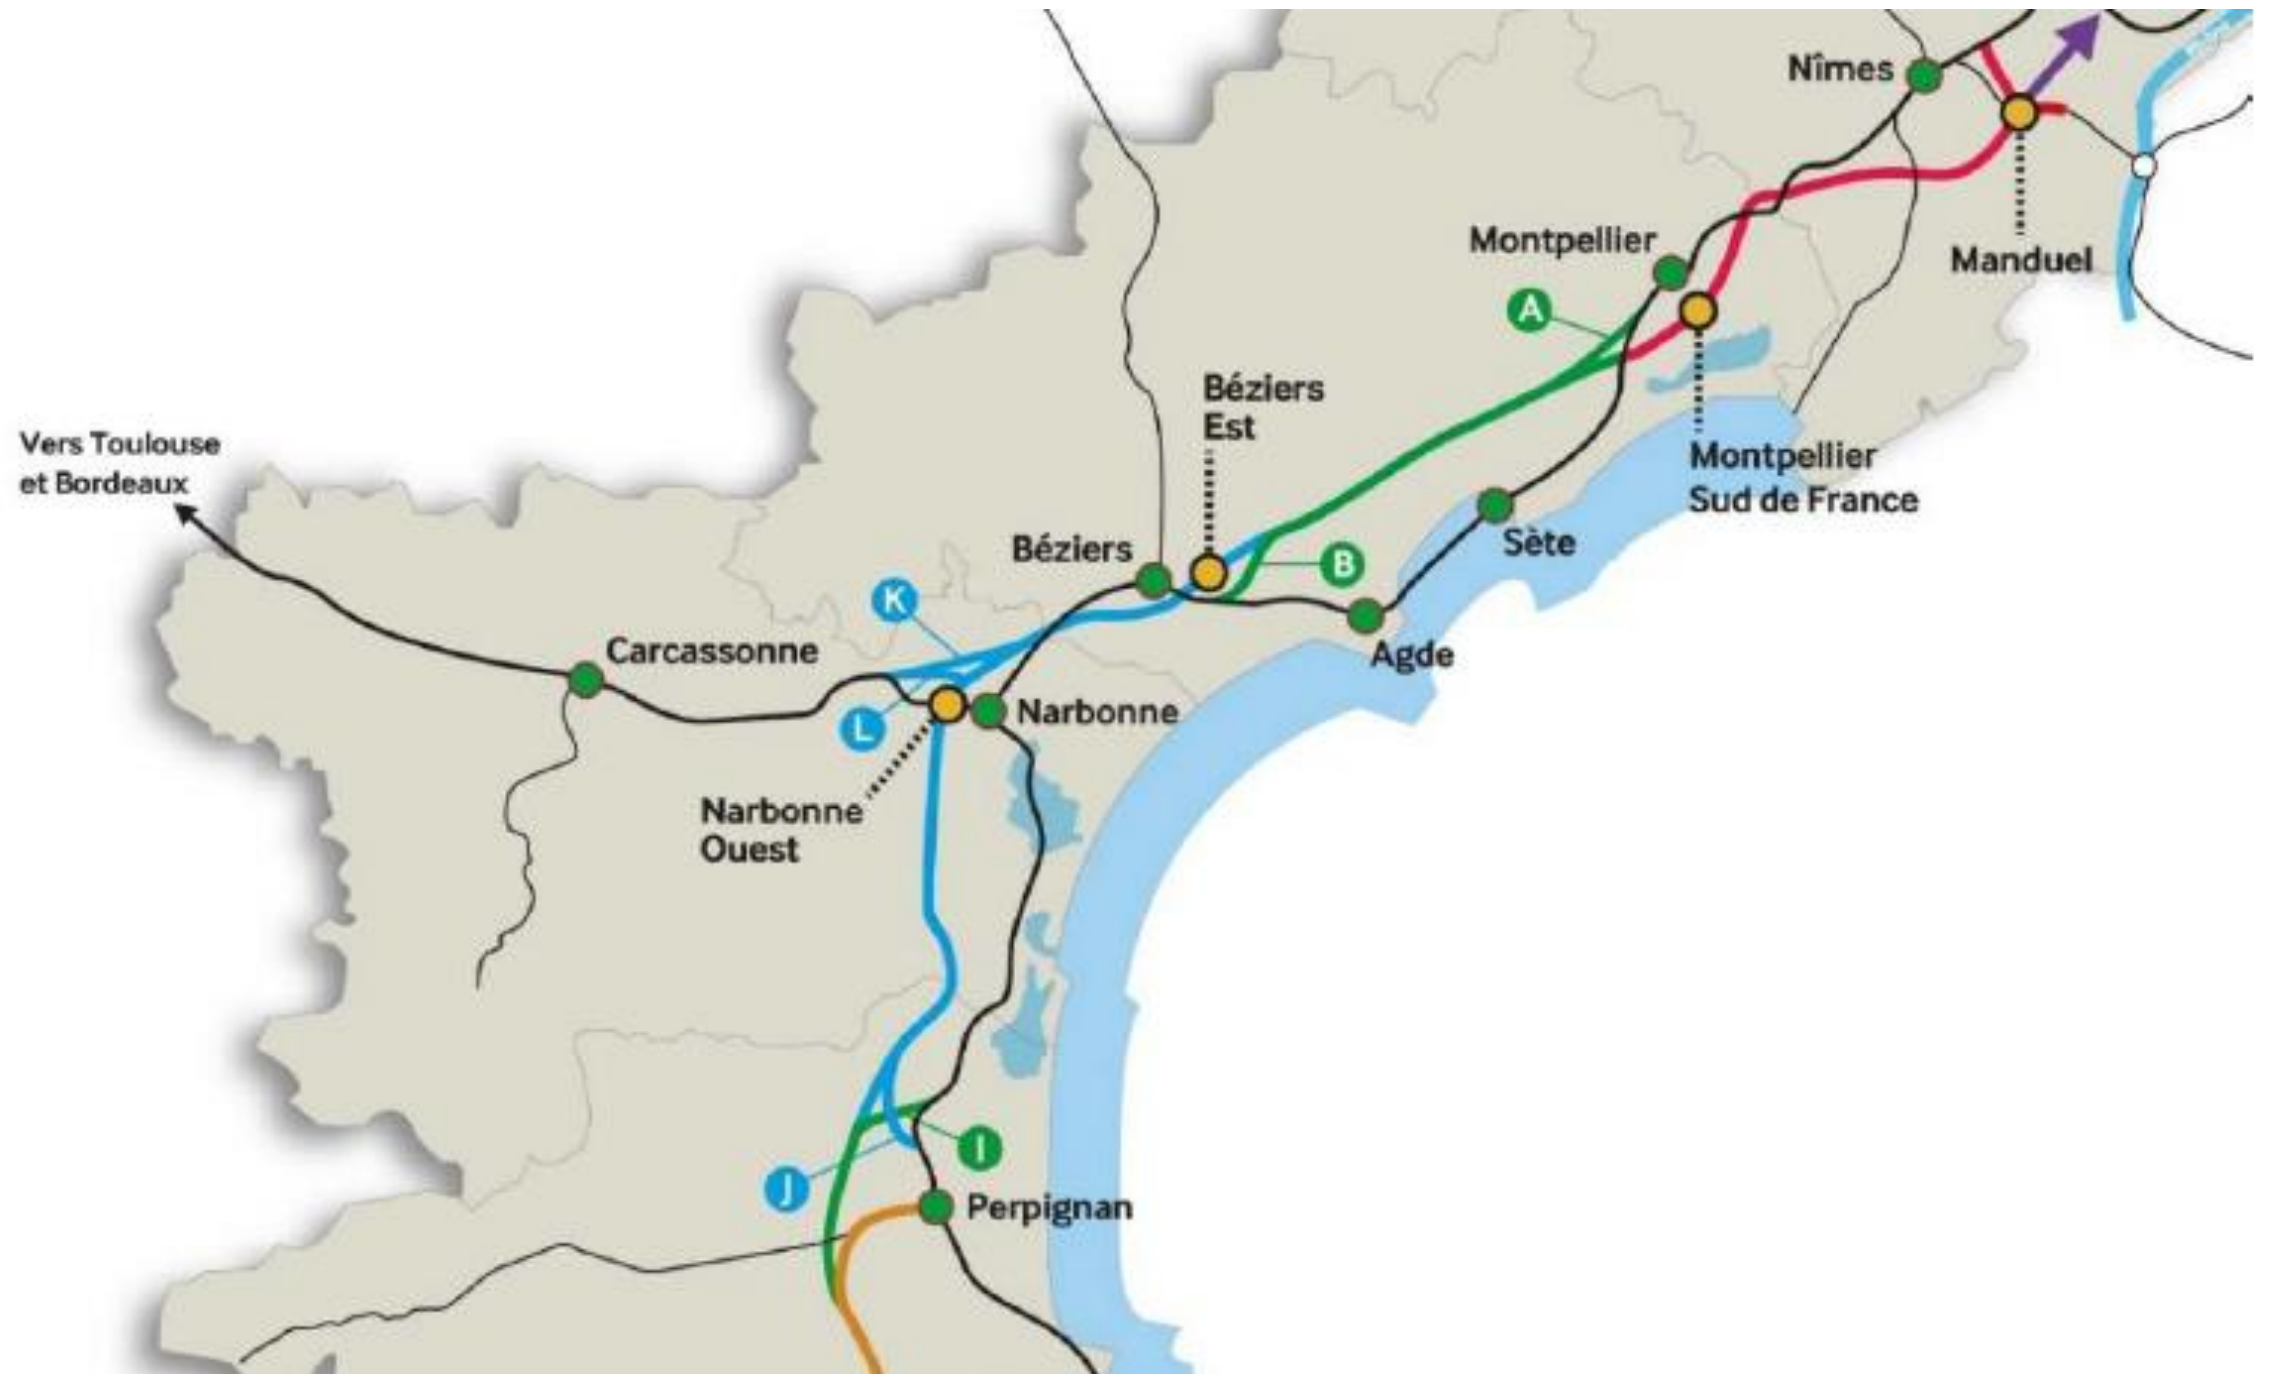 Nîmes
Manduel
Montpellier
A
Béziers
Est
Vers Toulouse
et Bordeaux
Montpellier
Sud de France
Sète
Béziers
B
K
Agde
Carcassonne
L
Narbonne
Narbonne
Ouest
I
J
Perpignan